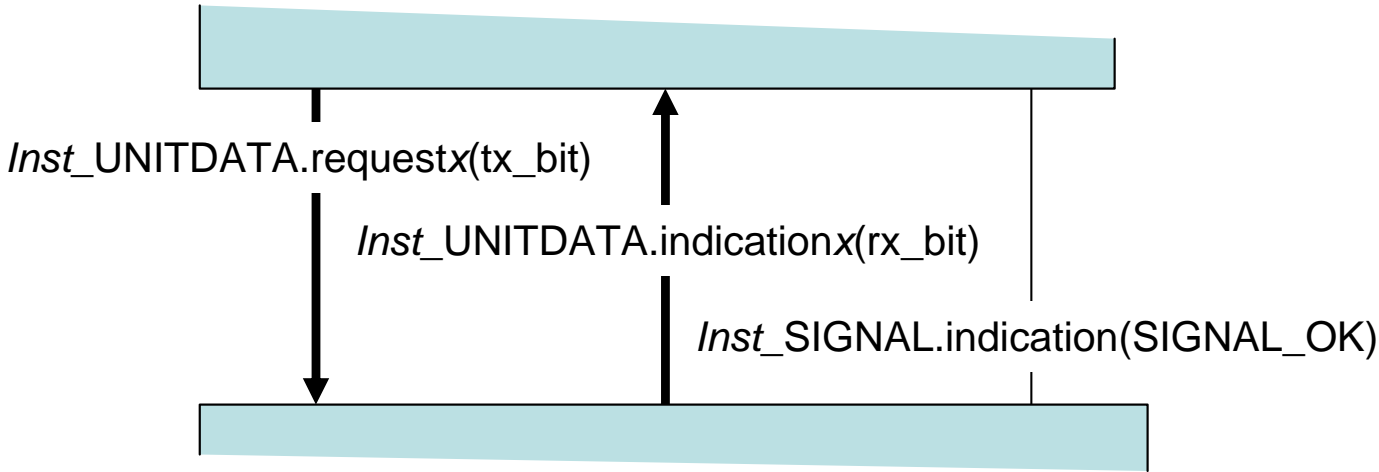 Inst_UNITDATA.requestx(tx_bit)
Inst_UNITDATA.indicationx(rx_bit)
Inst_SIGNAL.indication(SIGNAL_OK)